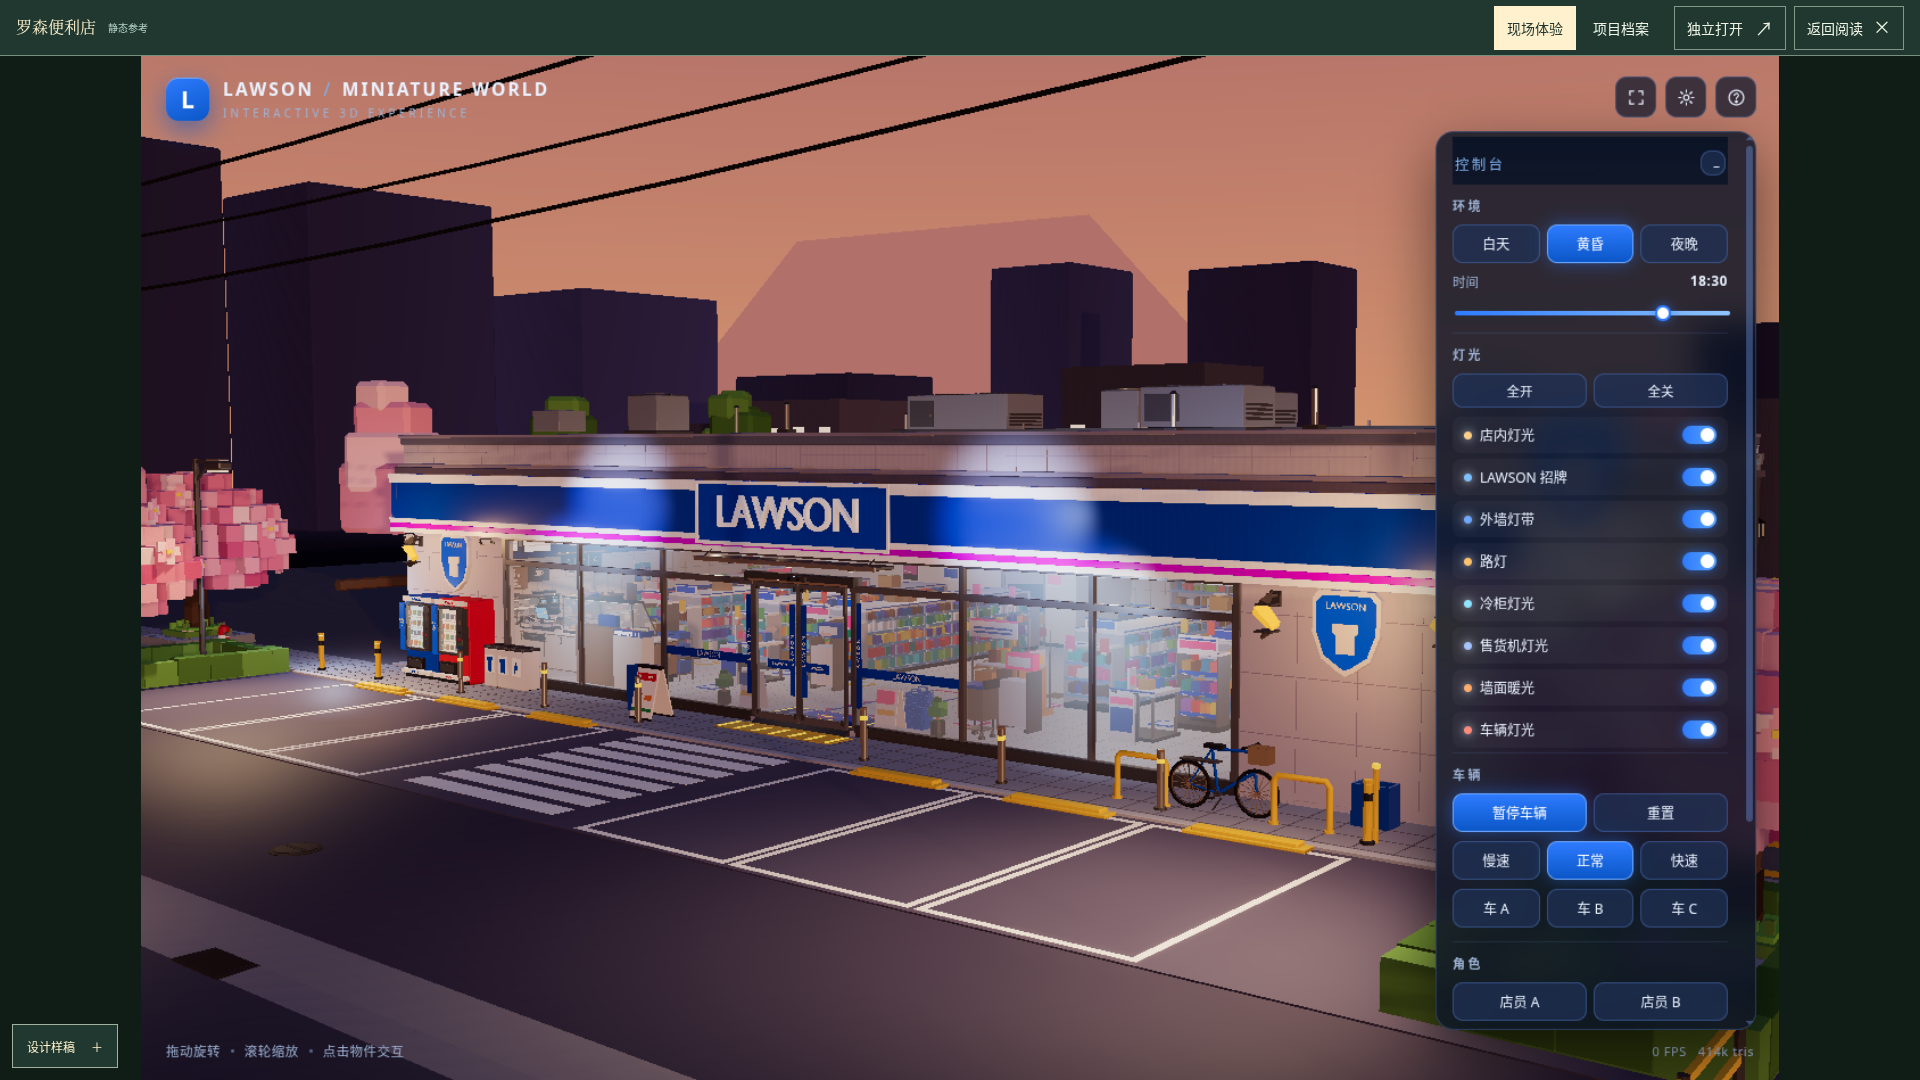 罗森便利店 静态参考
现场体验 项目档案 独立打开 返回阅读
L LAWSON / MINIATURE WORLD
INTERACTIVE 3D EXPERIENCE
控制台
环境
白天 黄昏 夜晚
时间 18:30
灯光
全开 全关
店内灯光
LAWSON 招牌
外墙灯带
路灯
冷柜灯光
售货机灯光
墙面暖光
车辆灯光
车辆
暂停车辆 重置
慢速 正常 快速
车 A 车 B 车 C
角色
店员 A 店员 B
LAWSON
LAWSON
设计样稿 +
拖动旋转 • 滚轮缩放 • 点击物件交互
0 FPS 414k tris